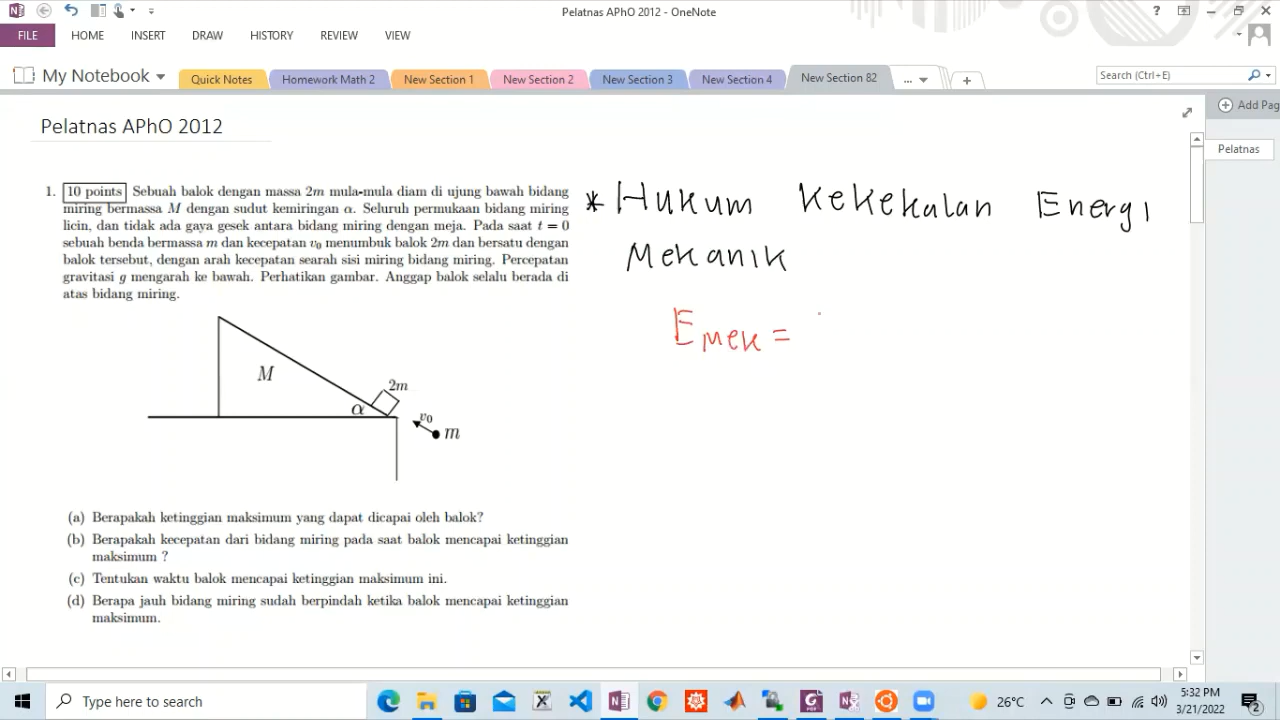 Pelatnas APhO 2012 - OneNote
FILE HOME INSERT DRAW HISTORY REVIEW VIEW
My Notebook Quick Notes Homework Math 2 New Section 1 New Section 2 New Section 3 New Section 4 New Section 82 ... + Search (Ctrl+E)
Add Pag
Pelatnas
Pelatnas APhO 2012
1. 10 points Sebuah balok dengan massa 2m mula-mula diam di ujung bawah bidang
miring bermassa M dengan sudut kemiringan α. Seluruh permukaan bidang miring
licin, dan tidak ada gaya gesek antara bidang miring dengan meja. Pada saat t = 0
sebuah benda bermassa m dan kecepatan v₀ menumbuk balok 2m dan bersatu dengan
balok tersebut, dengan arah kecepatan searah sisi miring bidang miring. Percepatan
gravitasi g mengarah ke bawah. Perhatikan gambar. Anggap balok selalu berada di
atas bidang miring.
M
2m
α
v₀
m
(a) Berapakah ketinggian maksimum yang dapat dicapai oleh balok?
(b) Berapakah kecepatan dari bidang miring pada saat balok mencapai ketinggian
maksimum ?
(c) Tentukan waktu balok mencapai ketinggian maksimum ini.
(d) Berapa jauh bidang miring sudah berpindah ketika balok mencapai ketinggian
maksimum.
* Hukum Kekekalan Energi
Mekanik
Emek =
Type here to search
26°C
5:32 PM
3/21/2022
2